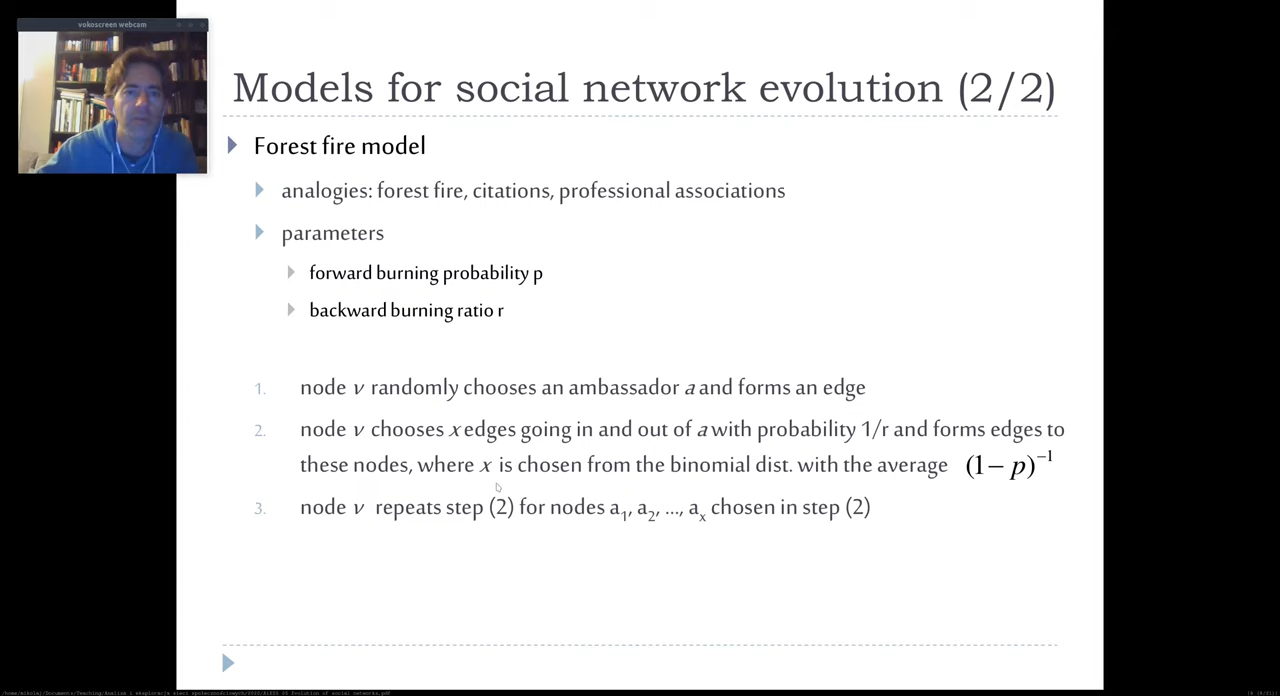 vokoscreen webcam
Models for social network evolution (2/2)
Forest fire model
analogies: forest fire, citations, professional associations
parameters
forward burning probability p
backward burning ratio r
1. node v randomly chooses an ambassador a and forms an edge
2. node v chooses x edges going in and out of a with probability 1/r and forms edges to
these nodes, where x is chosen from the binomial dist. with the average (1 − p)⁻¹
3. node v repeats step (2) for nodes a₁, a₂, ..., aₓ chosen in step (2)